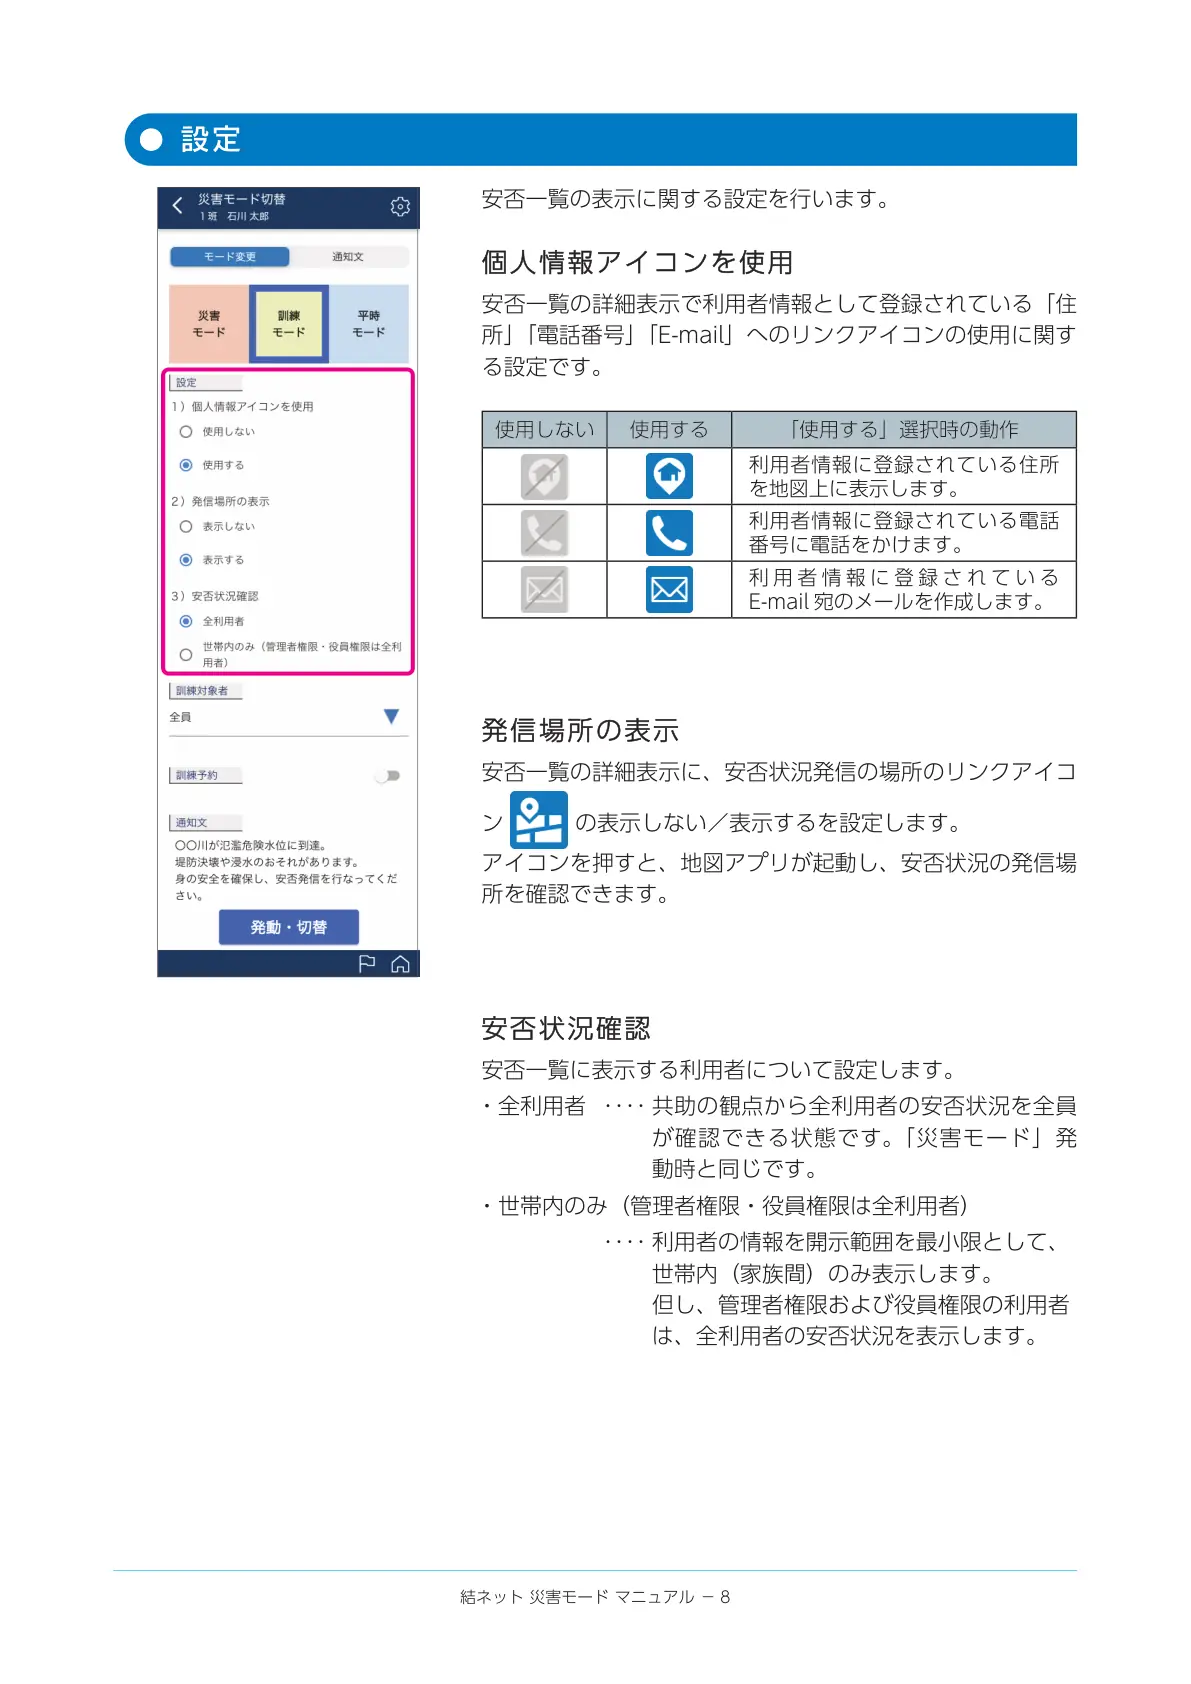 設定
災害モード切替
1班　石川 太郎
モード変更
通知文
災害
モード
訓練
モード
平時
モード
設定
1）個人情報アイコンを使用
使用しない
使用する
2）発信場所の表示
表示しない
表示する
3）安否状況確認
全利用者
世帯内のみ（管理者権限・役員権限は全利
用者）
訓練対象者
全員
訓練予約
通知文
〇〇川が氾濫危険水位に到達。
堤防決壊や浸水のおそれがあります。
身の安全を確保し、安否発信を行なってくだ
さい。
発動・切替
安否一覧の表示に関する設定を行います。
個人情報アイコンを使用
安否一覧の詳細表示で利用者情報として登録されている「住
所」「電話番号」「E-mail」へのリンクアイコンの使用に関す
る設定です。
使用しない
使用する
「使用する」選択時の動作
利用者情報に登録されている住所
を地図上に表示します。
利用者情報に登録されている電話
番号に電話をかけます。
利用者情報に登録されている
E-mail 宛のメールを作成します。
発信場所の表示
安否一覧の詳細表示に、安否状況発信の場所のリンクアイコ
ン の表示しない／表示するを設定します。
アイコンを押すと、地図アプリが起動し、安否状況の発信場
所を確認できます。
安否状況確認
安否一覧に表示する利用者について設定します。
・全利用者 ‥‥ 共助の観点から全利用者の安否状況を全員
が確認できる状態です。「災害モード」発
動時と同じです。
・世帯内のみ（管理者権限・役員権限は全利用者）
‥‥ 利用者の情報を開示範囲を最小限として、
世帯内（家族間）のみ表示します。
但し、管理者権限および役員権限の利用者
は、全利用者の安否状況を表示します。
結ネット 災害モード マニュアル － 8